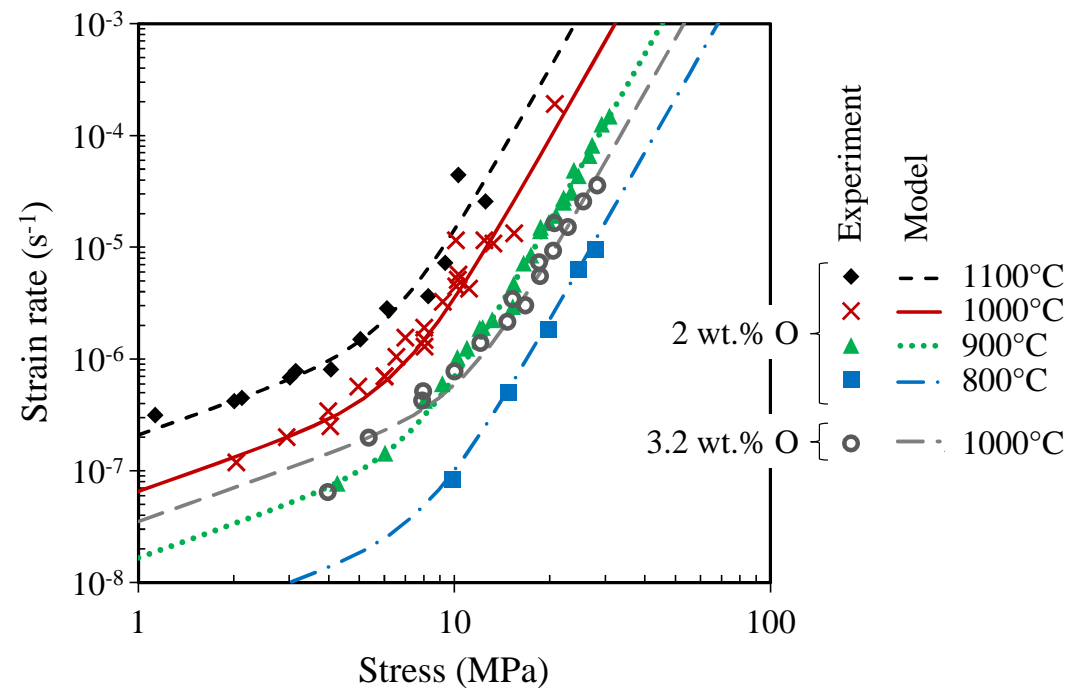 10⁻³
10⁻⁴
10⁻⁵
10⁻⁶
10⁻⁷
10⁻⁸
Strain rate (s⁻¹)
1
10
100
Stress (MPa)
Experiment
Model
2 wt.% O
1100°C
1000°C
900°C
800°C
3.2 wt.% O
1000°C